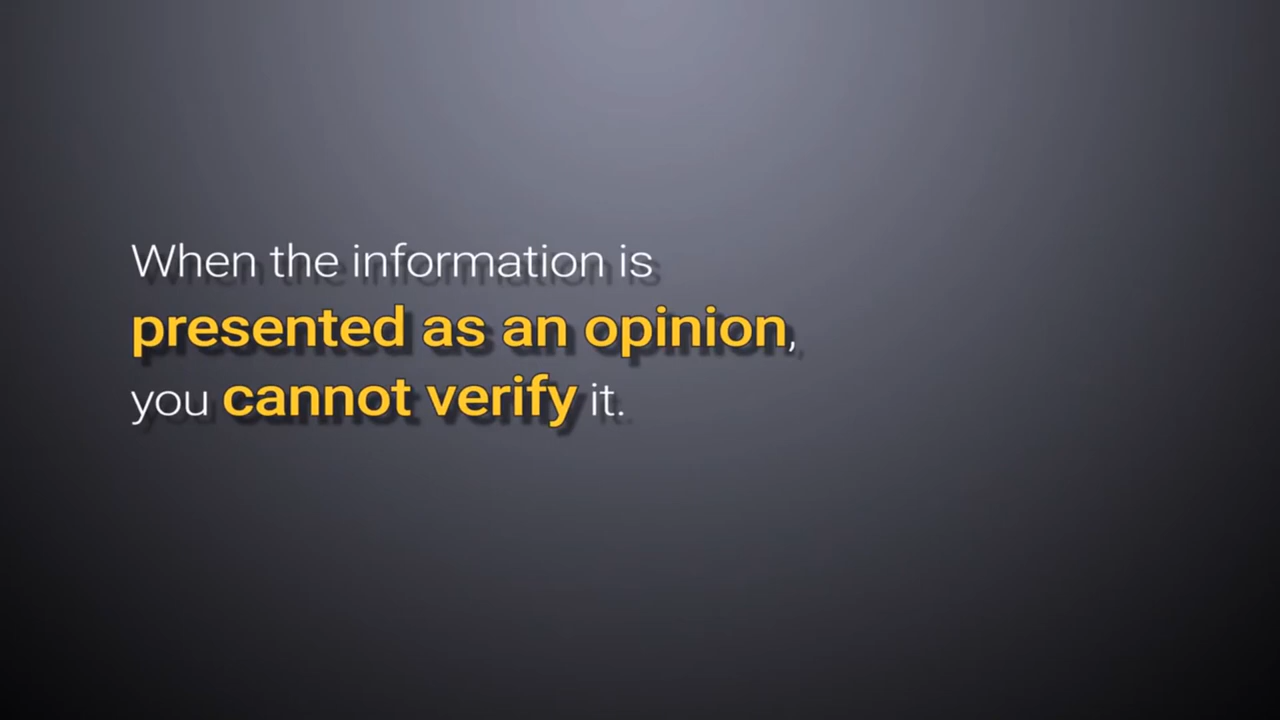 When the information is
presented as an opinion,
you cannot verify it.